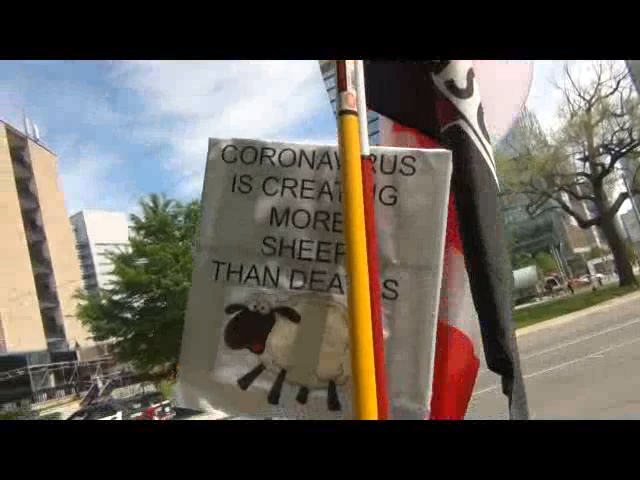 CORONAVIRUS
IS CREATING
MORE
SHEEP
THAN DEATHS